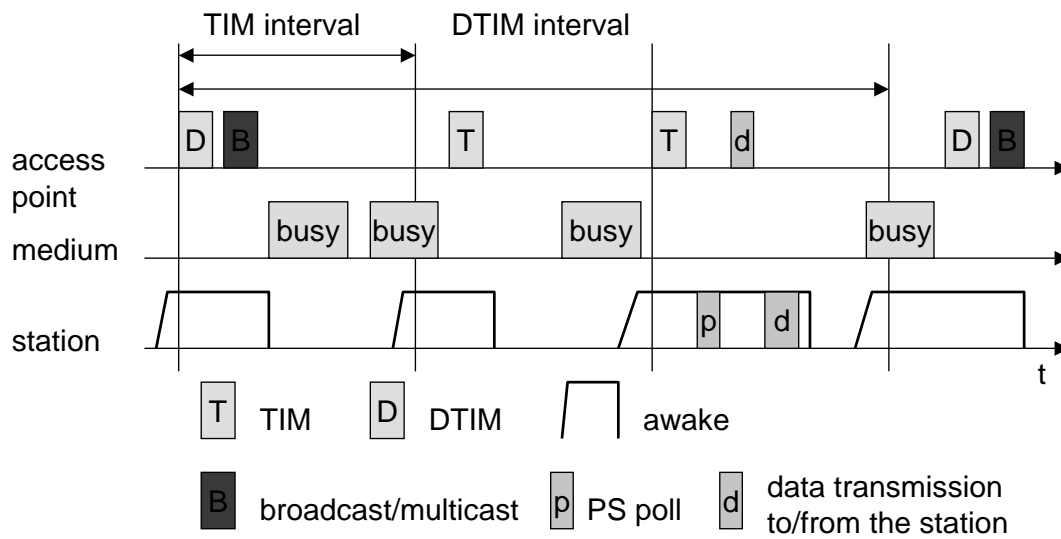 TIM interval DTIM interval
D B T T d D B
access
point
busy busy busy busy
medium
p d
station
t
T TIM D DTIM awake
B broadcast/multicast p PS poll d data transmission
to/from the station